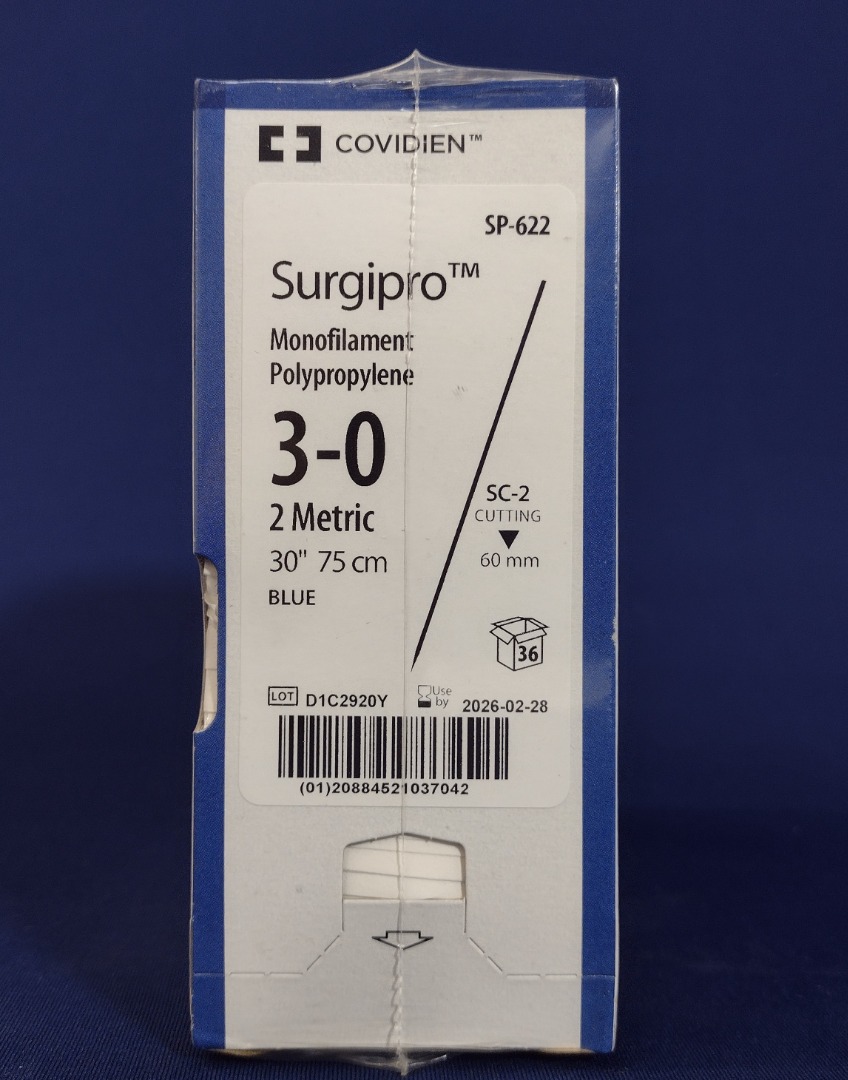 COVIDIEN™
SP-622
Surgipro™
Monofilament
Polypropylene
3-0
2 Metric
30" 75 cm
BLUE
SC-2
CUTTING
60 mm
36
LOT D1C2920Y
Use by 2026-02-28
(01)20884521037042